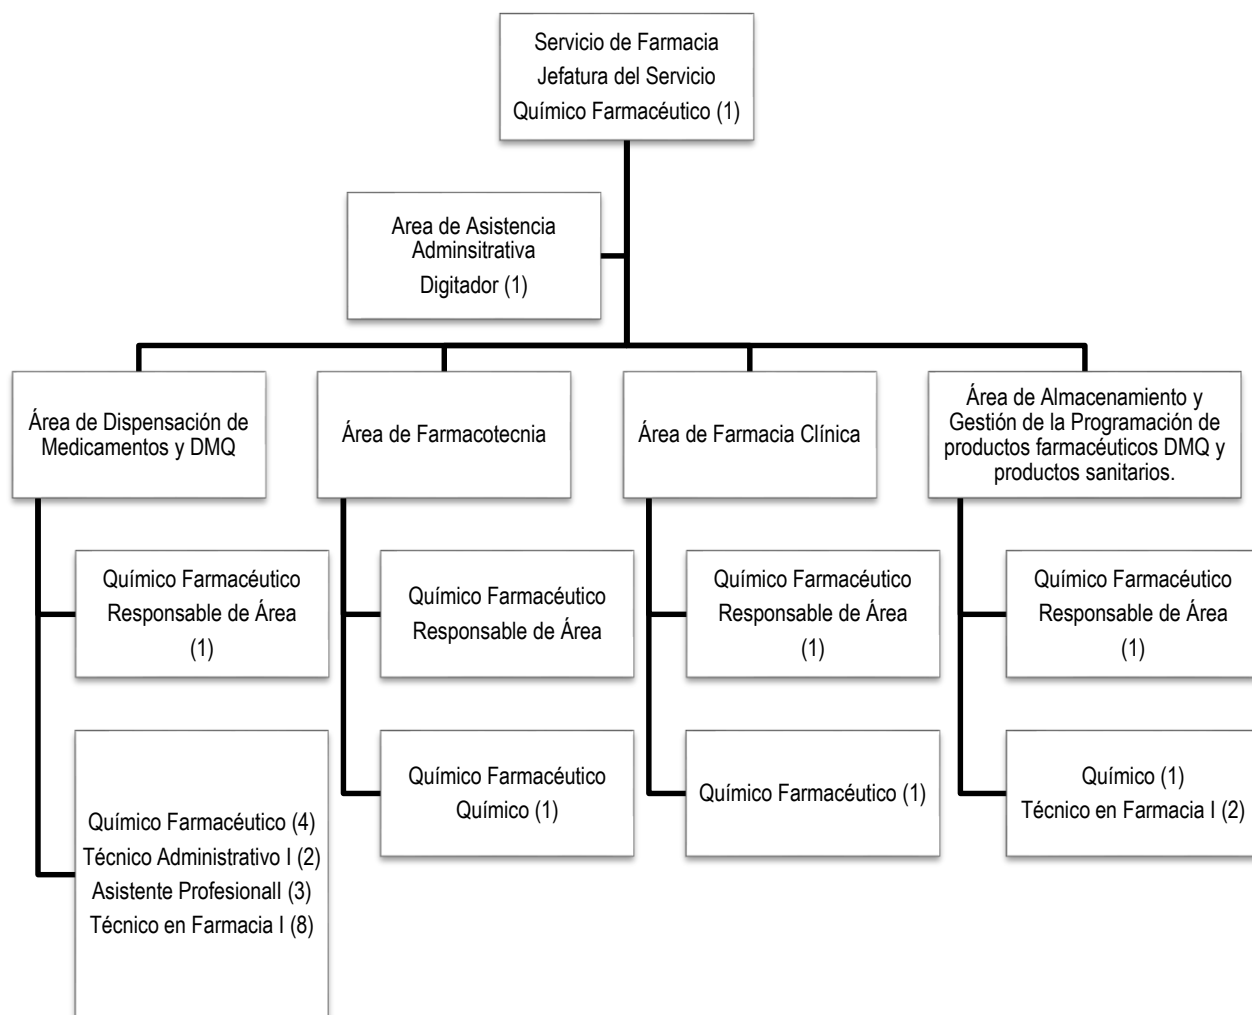 Servicio de Farmacia
Jefatura del Servicio
Químico Farmacéutico (1)
Area de Asistencia
Adminsitrativa
Digitador (1)
Área de Dispensación de
Medicamentos y DMQ
Área de Farmacotecnia
Área de Farmacia Clínica
Área de Almacenamiento y
Gestión de la Programación de
productos farmacéuticos DMQ y
productos sanitarios.
Químico Farmacéutico
Responsable de Área
(1)
Químico Farmacéutico
Responsable de Área
Químico Farmacéutico
Responsable de Área
(1)
Químico Farmacéutico
Responsable de Área
(1)
Químico Farmacéutico (4)
Técnico Administrativo I (2)
Asistente ProfesionalI (3)
Técnico en Farmacia I (8)
Químico Farmacéutico
Químico (1)
Químico Farmacéutico (1)
Químico (1)
Técnico en Farmacia I (2)